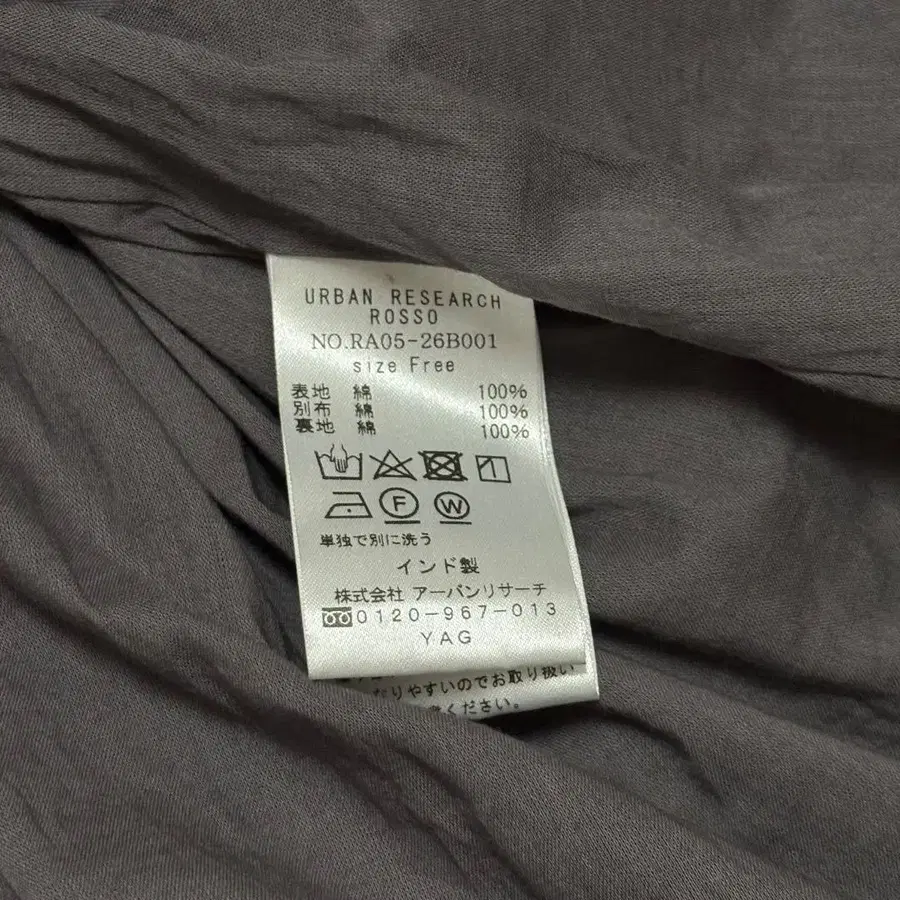 URBAN RESEARCH
ROSSO
NO.RA05-26B001
size Free
表地 綿 100%
別布 綿 100%
裏地 綿 100%
F W
単独で別に洗う
インド製
株式会社 アーバンリサーチ
0120-967-013
YAG
なりやすいのでお取り扱い
ください。